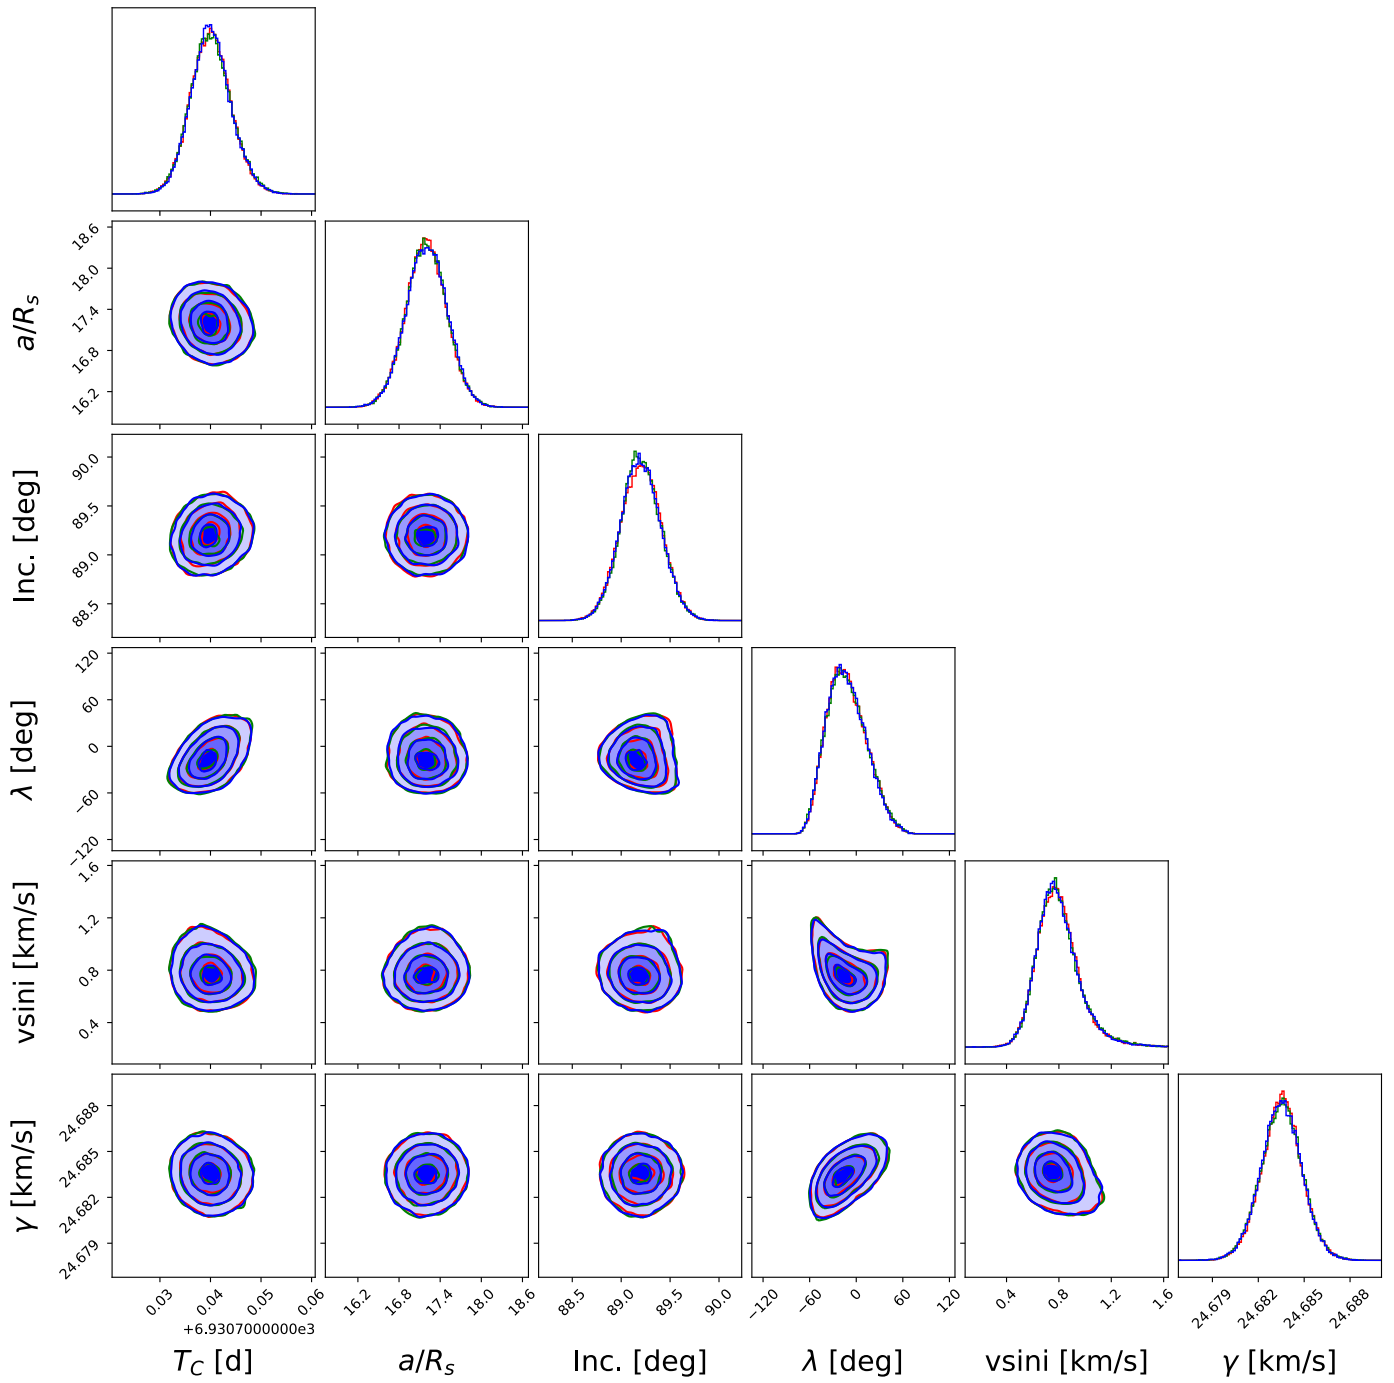 18.6
18.0
17.4
16.8
16.2
a/R_s
90.0
89.5
89.0
88.5
Inc. [deg]
120
60
0
−60
−120
λ [deg]
1.6
1.2
0.8
0.4
vsini [km/s]
24.688
24.685
24.682
24.679
γ [km/s]
0.03 0.04 0.05 0.06 16.2 16.8 17.4 18.0 18.6 88.5 89.0 89.5 90.0 −120 −60 0 60 120 0.4 0.8 1.2 1.6 24.679 24.682 24.685 24.688
+6.9307000000e3
T_C [d] a/R_s Inc. [deg] λ [deg] vsini [km/s] γ [km/s]